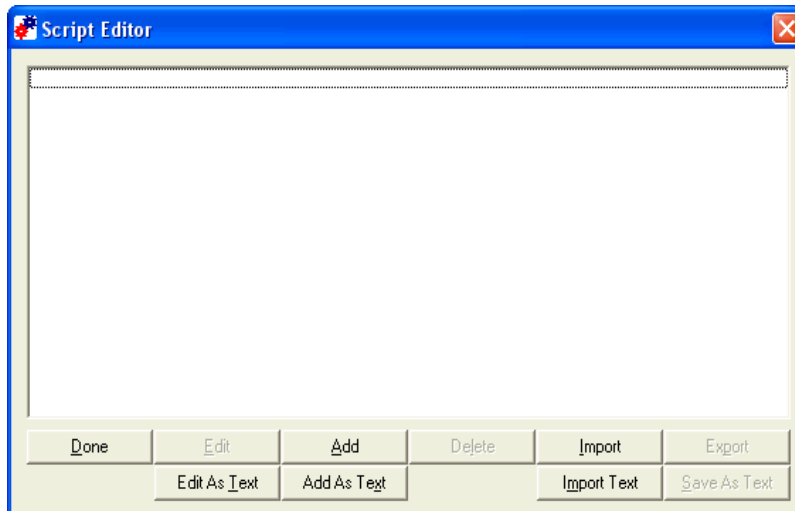 Script Editor
Done Edit Add Delete Import Export
Edit As Text Add As Text Import Text Save As Text